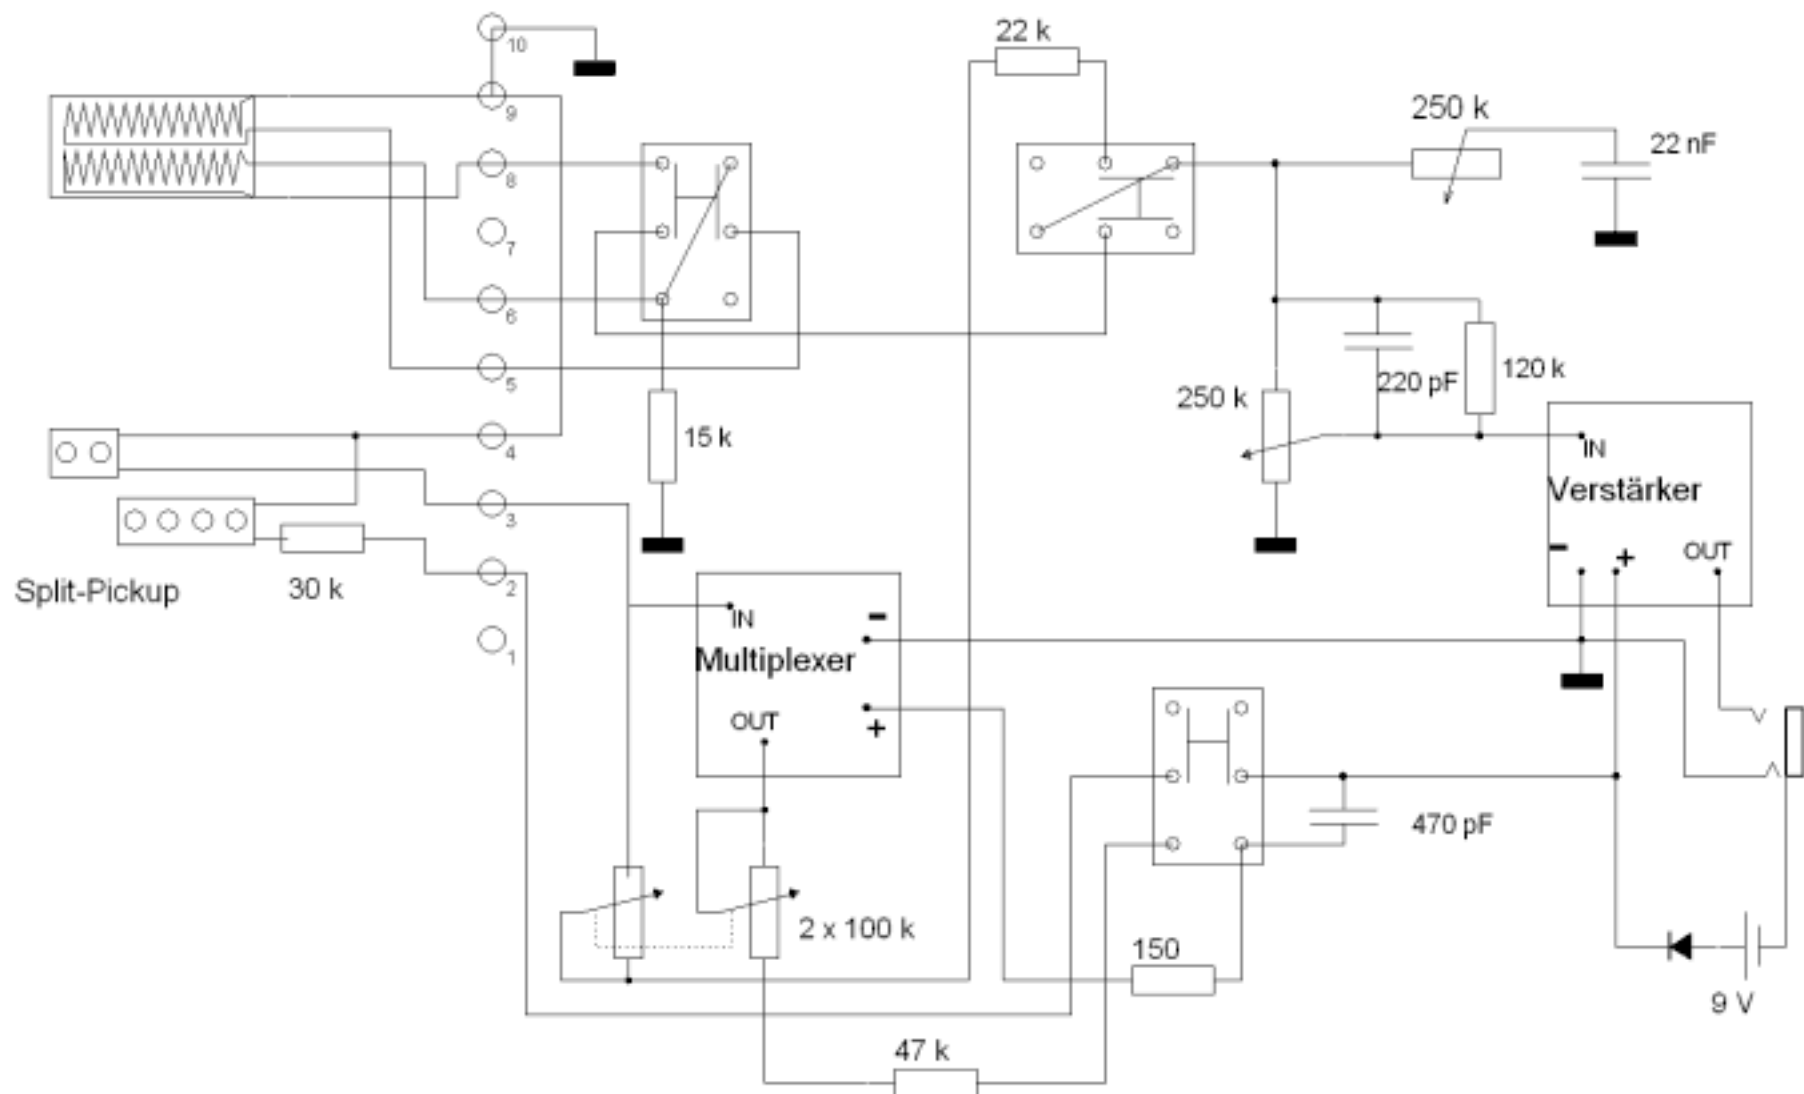 10
22 k
9
250 k
22 nF
8
7
6
5
220 pF
120 k
250 k
15 k
4
IN
Verstärker
3
-
+
OUT
2
Split-Pickup
30 k
IN
-
1
Multiplexer
OUT
+
470 pF
2 x 100 k
150
9 V
47 k